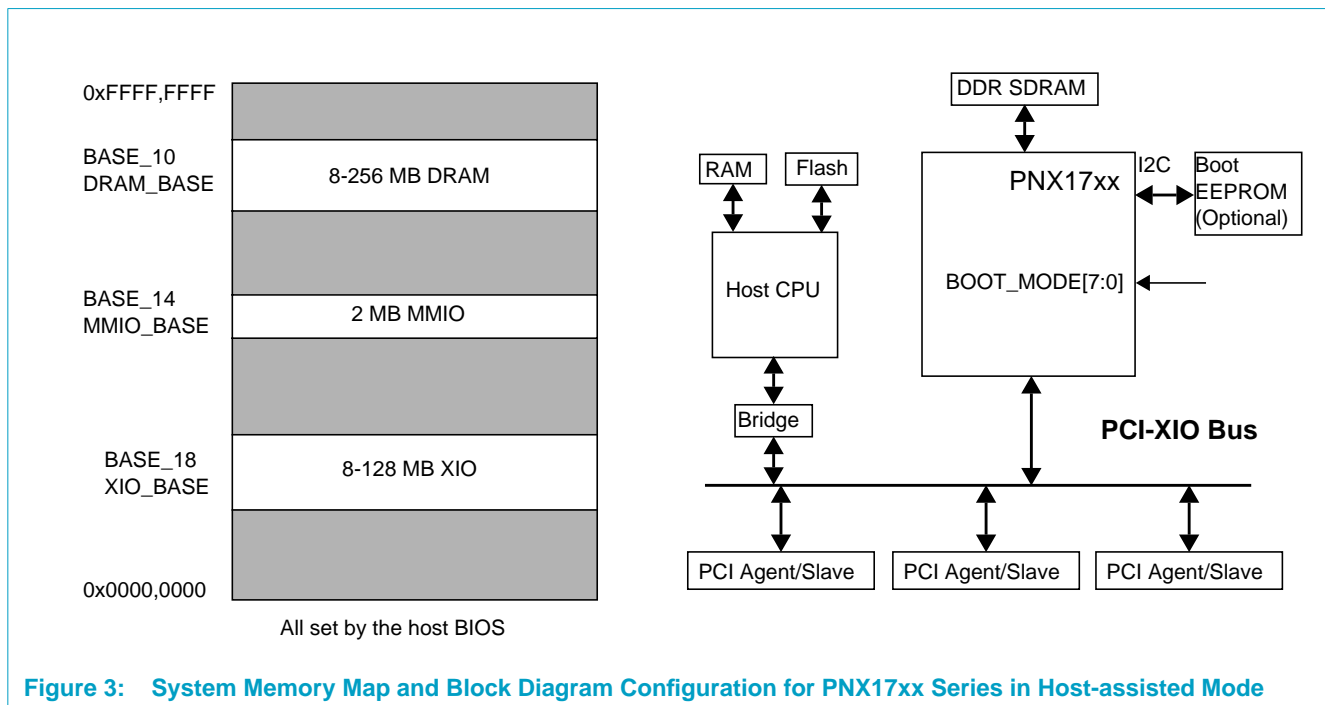 0xFFFF,FFFF
BASE_10
DRAM_BASE
8-256 MB DRAM
BASE_14
MMIO_BASE
2 MB MMIO
BASE_18
XIO_BASE
8-128 MB XIO
0x0000,0000
All set by the host BIOS
DDR SDRAM
RAM
Flash
PNX17xx
I2C
Boot
EEPROM
(Optional)
Host CPU
BOOT_MODE[7:0]
Bridge
PCI-XIO Bus
PCI Agent/Slave
PCI Agent/Slave
PCI Agent/Slave
Figure 3: System Memory Map and Block Diagram Configuration for PNX17xx Series in Host-assisted Mode